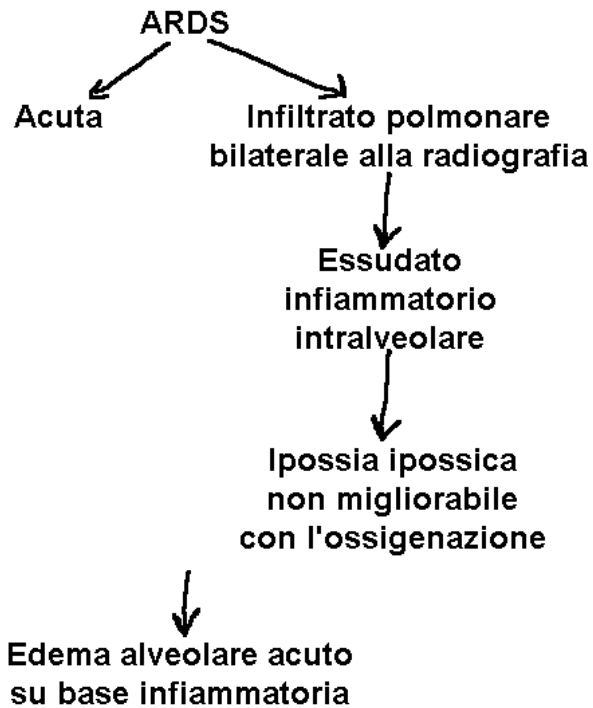 ARDS
Acuta
Infiltrato polmonare
bilaterale alla radiografia
Essudato
infiammatorio
intralveolare
Ipossia ipossica
non migliorabile
con l'ossigenazione
Edema alveolare acuto
su base infiammatoria